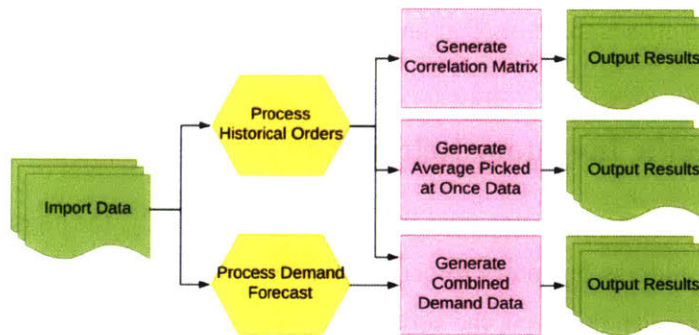 Generate
Correlation Matrix
Output Results
Process
Historical Orders
Generate
Average Picked
at Once Data
Output Results
Import Data
Process Demand
Forecast
Generate
Combined
Demand Data
Output Results